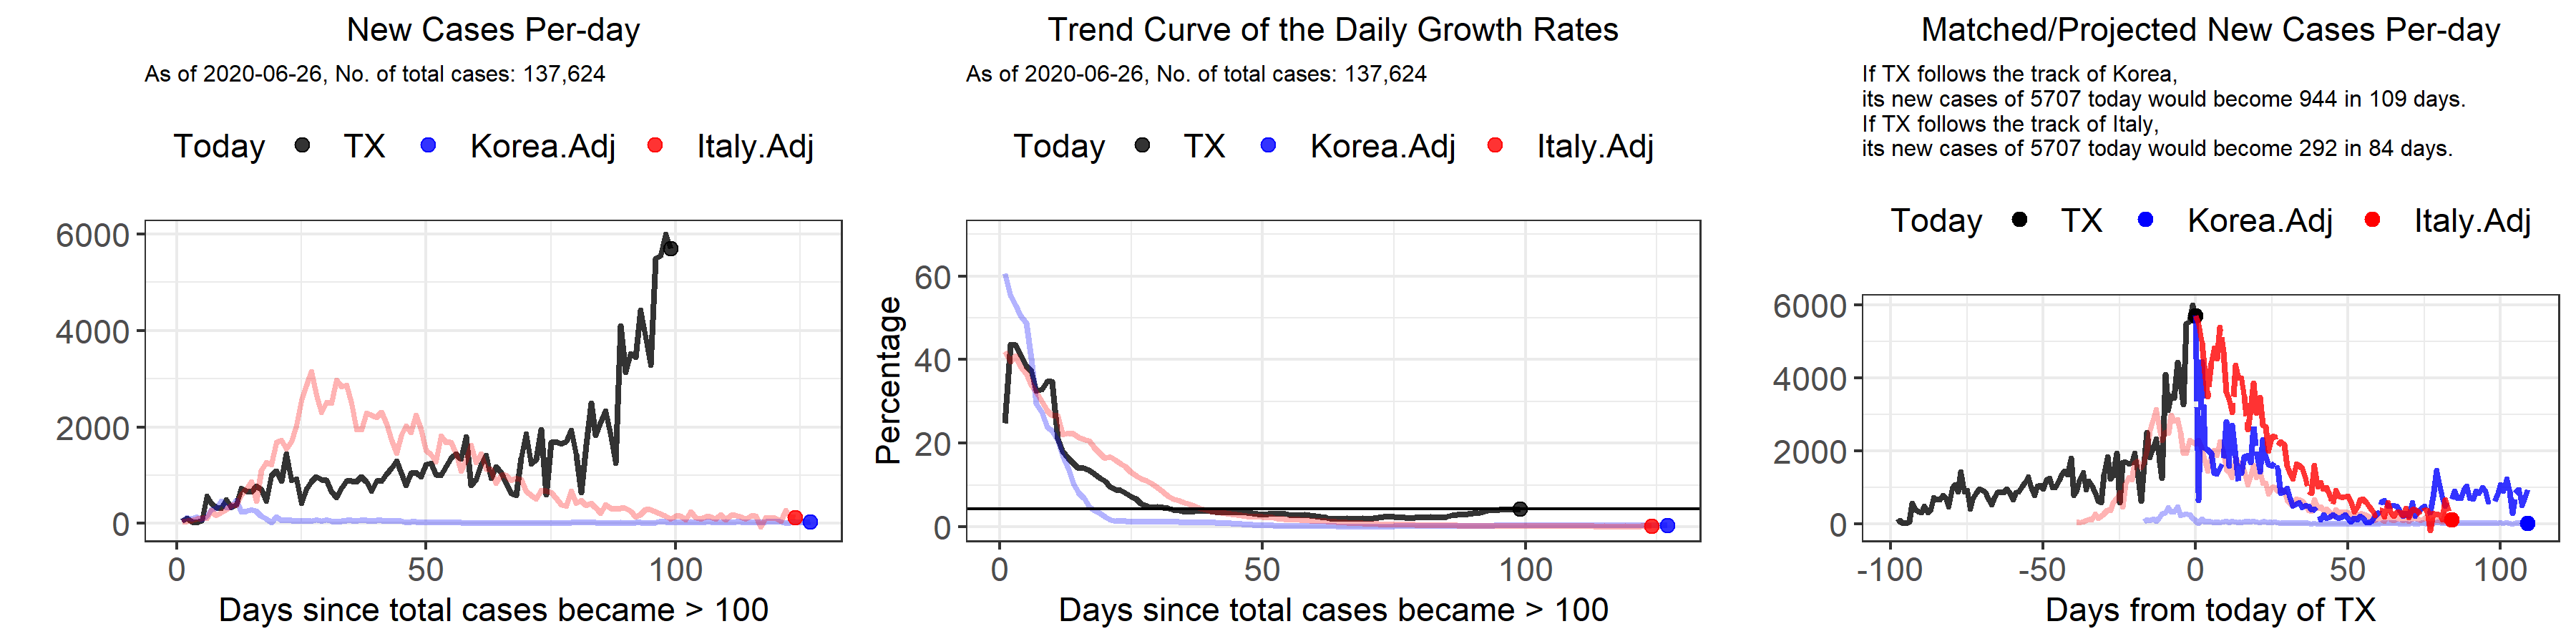 New Cases Per-day
As of 2020-06-26, No. of total cases: 137,624
Today TX Korea.Adj Italy.Adj
6000
4000
2000
0
0 50 100
Days since total cases became > 100
Trend Curve of the Daily Growth Rates
As of 2020-06-26, No. of total cases: 137,624
Today TX Korea.Adj Italy.Adj
Percentage
60
40
20
0
0 50 100
Days since total cases became > 100
Matched/Projected New Cases Per-day
If TX follows the track of Korea,
its new cases of 5707 today would become 944 in 109 days.
If TX follows the track of Italy,
its new cases of 5707 today would become 292 in 84 days.
Today TX Korea.Adj Italy.Adj
6000
4000
2000
0
-100 -50 0 50 100
Days from today of TX